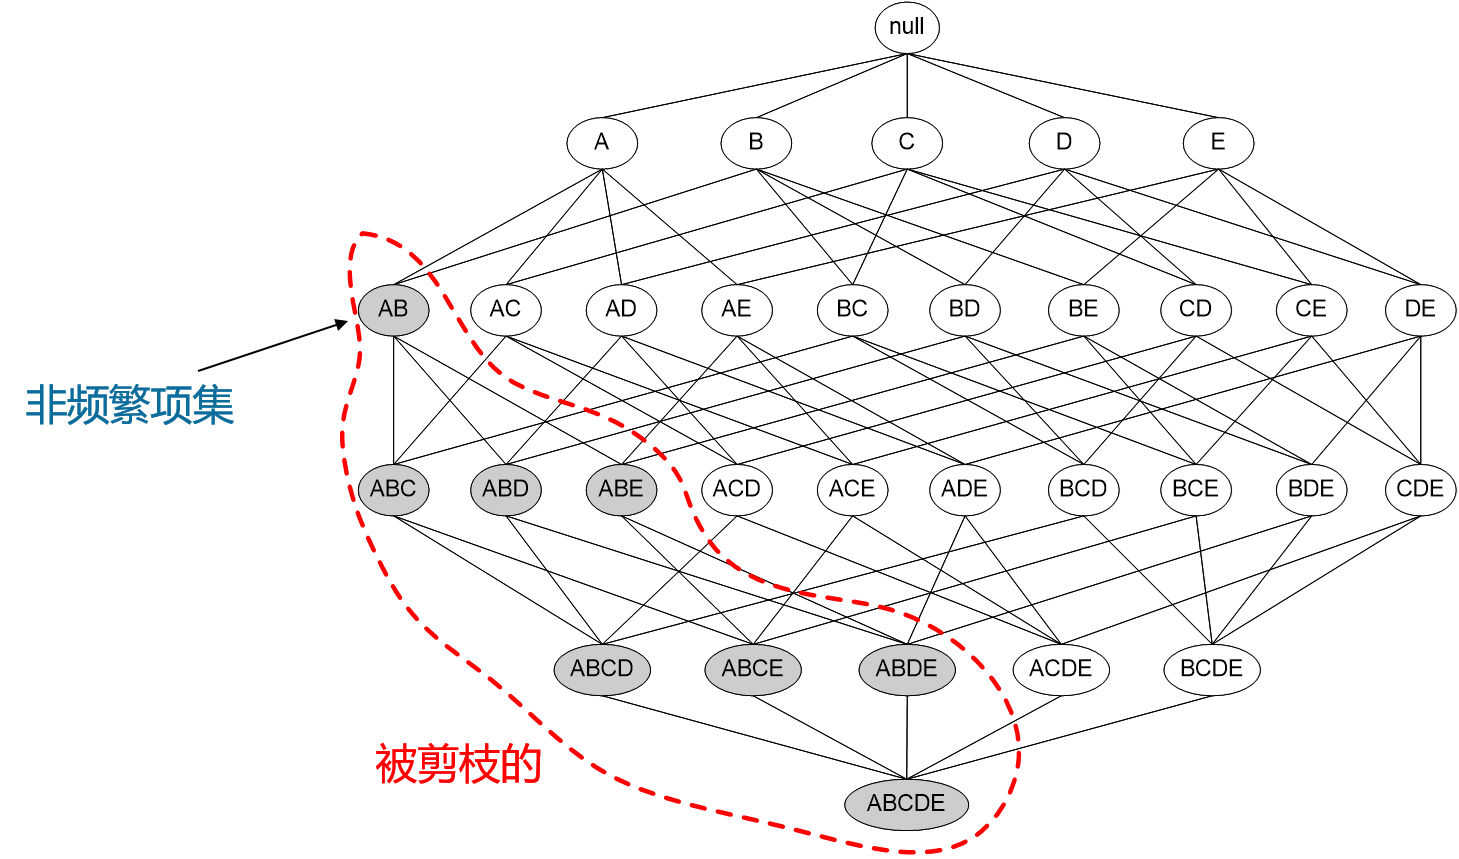 null
A B C D E
AB AC AD AE BC BD BE CD CE DE
非频繁项集
ABC ABD ABE ACD ACE ADE BCD BCE BDE CDE
ABCD ABCE ABDE ACDE BCDE
被剪枝的
ABCDE